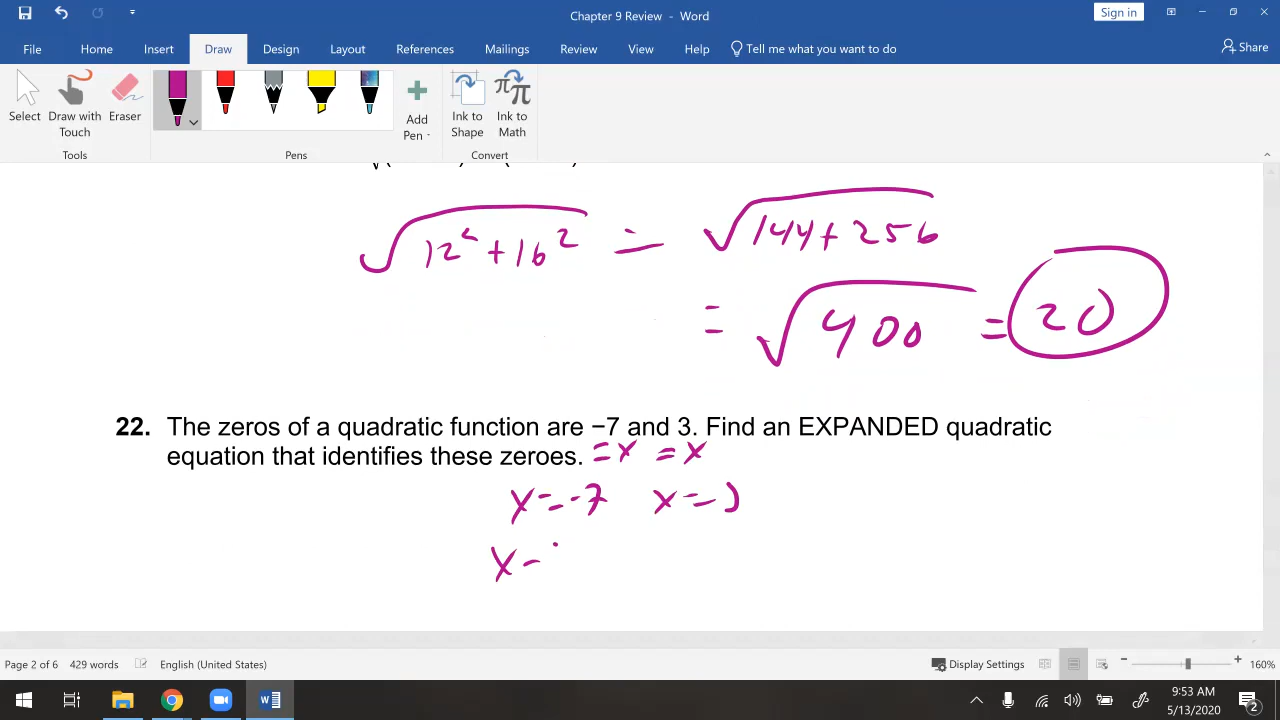 Chapter 9 Review - Word
Sign in
File Home Insert Draw Design Layout References Mailings Review View Help Tell me what you want to do Share
Select
Draw with Touch
Eraser
Add Pen
Ink to Shape
Ink to Math
Tools Pens Convert
√12² + 16² = √144 + 256
= √400 = 20
22. The zeros of a quadratic function are −7 and 3. Find an EXPANDED quadratic
equation that identifies these zeroes. = x = x
x = -7 x = 3
x -
Page 2 of 6 429 words English (United States) Display Settings 160%
9:53 AM
5/13/2020
2